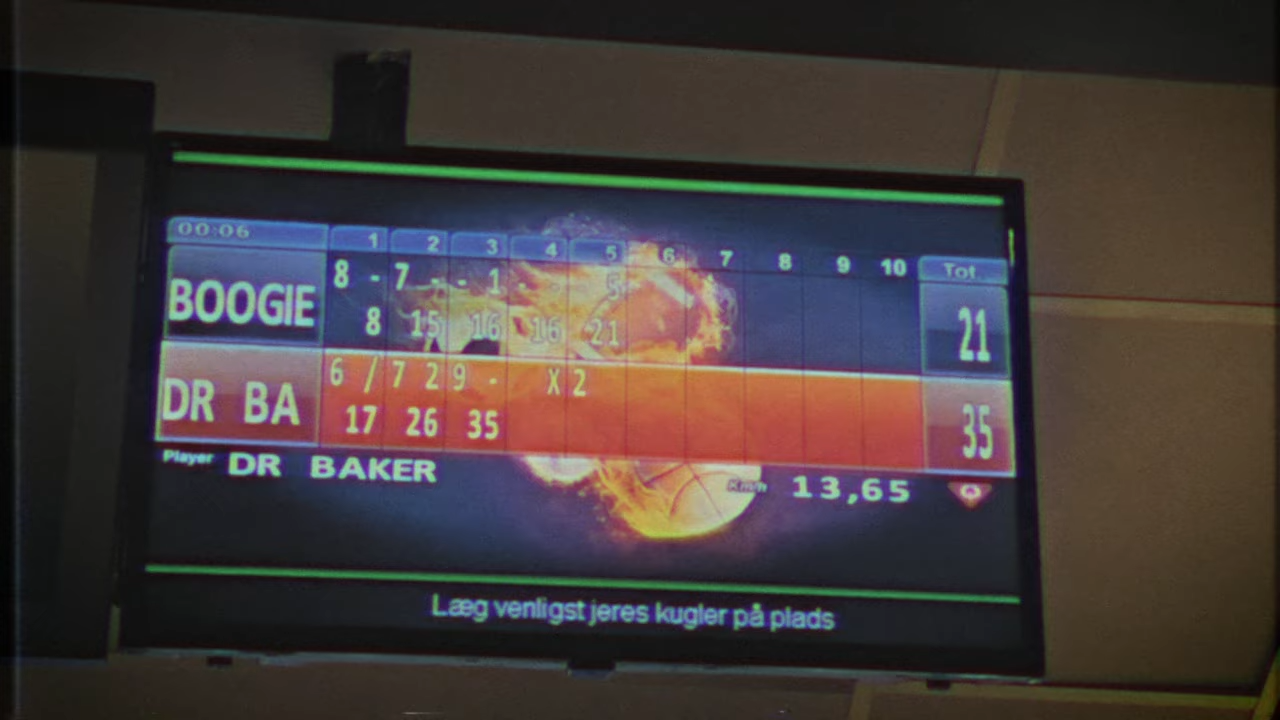 00:06 1 2 3 4 5 6 7 8 9 10 Tot.
BOOGIE 8 - 7 - - 1 - - - 5 21
8 15 16 16 21
DR BA 6 / 7 2 9 - X 2 35
17 26 35
Player DR BAKER Km/h 13,65
Læg venligst jeres kugler på plads